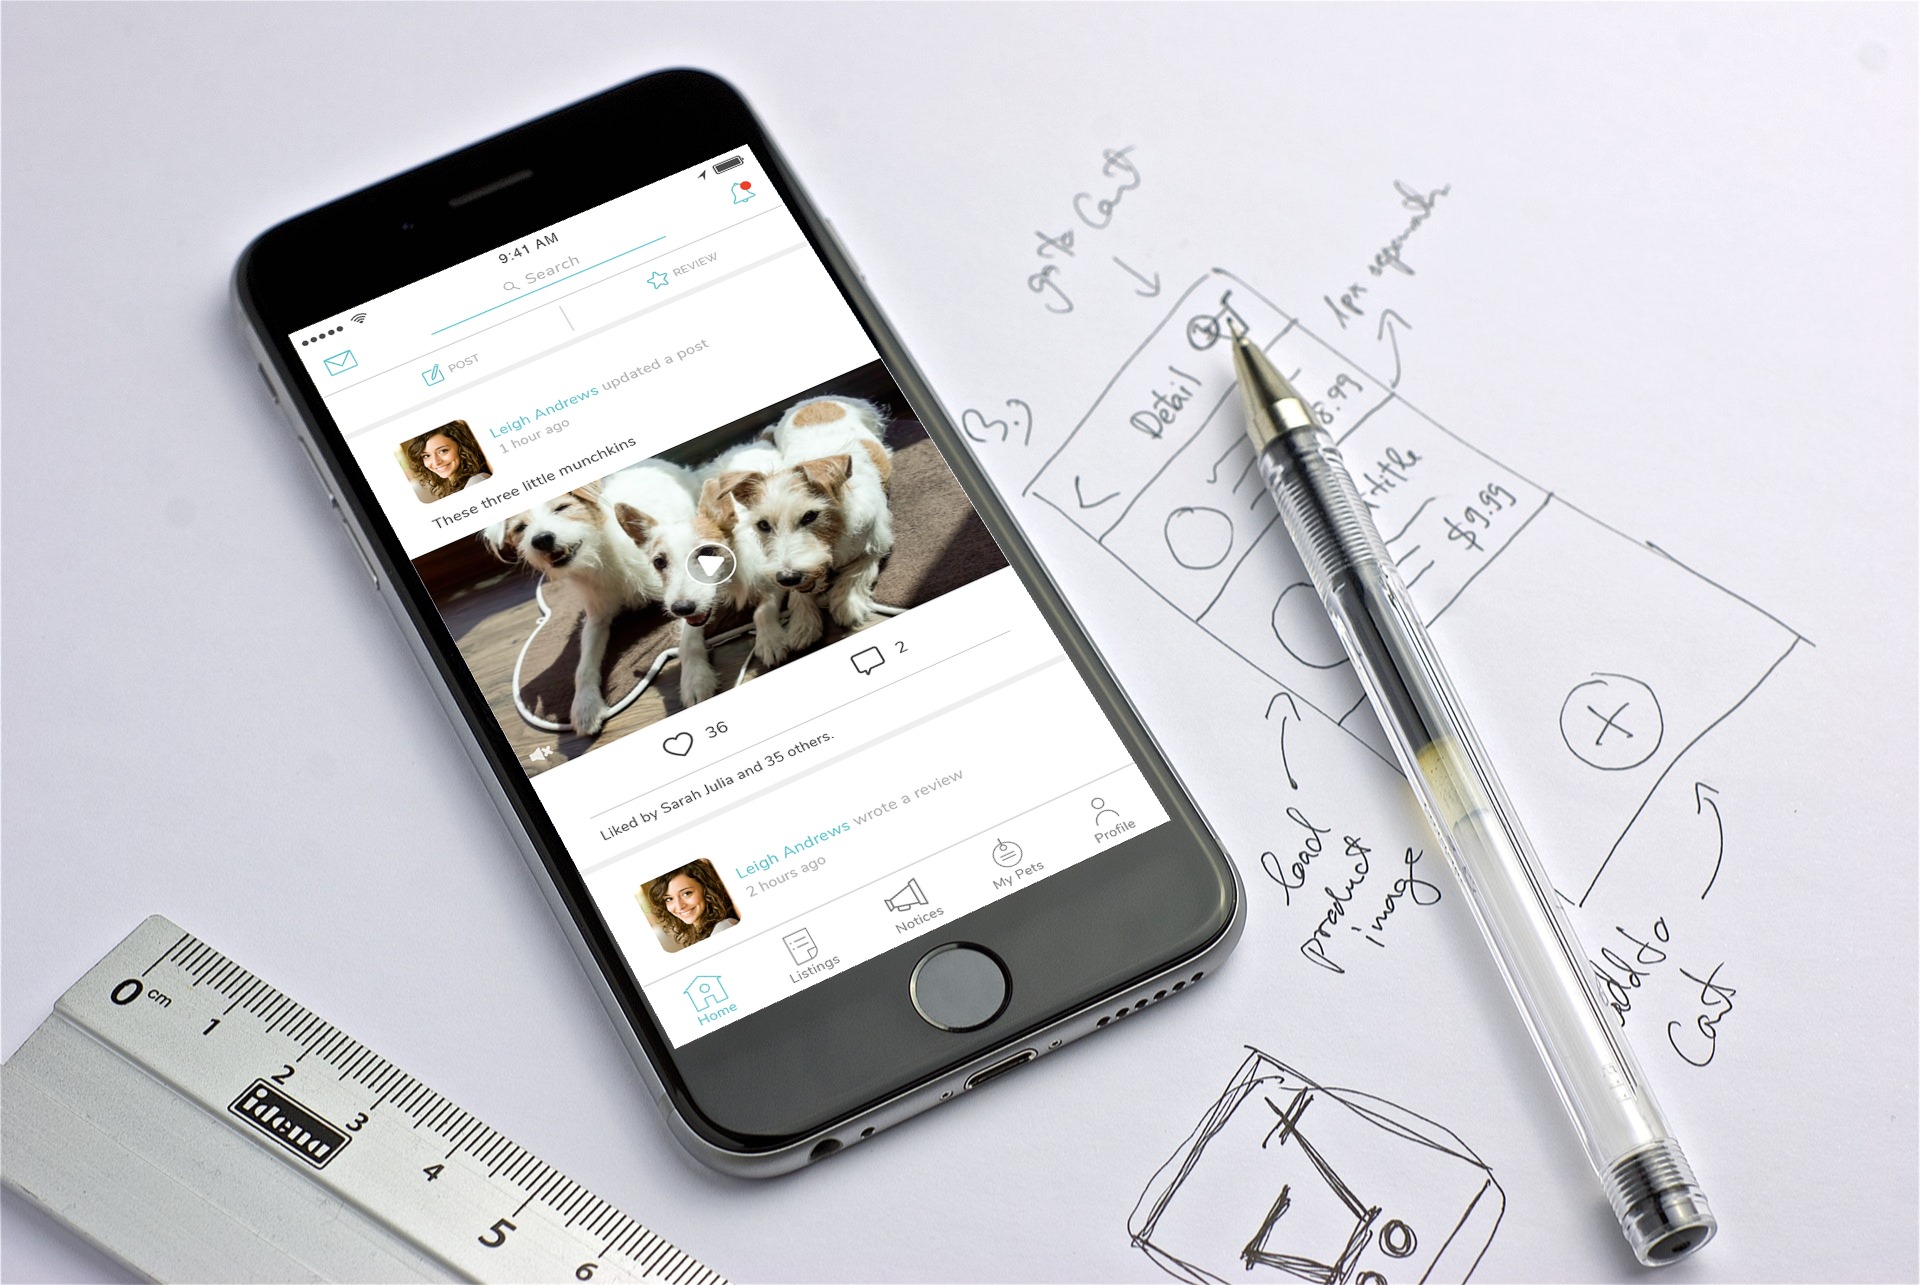 9:41 AM
Search
POST
REVIEW
Leigh Andrews updated a post
1 hour ago
These three little munchkins
36
2
Liked by Sarah Julia and 35 others.
Leigh Andrews wrote a review
2 hours ago
Home
Listings
Notices
My Pets
Profile
go to Cart
1px separator
3.)
Detail
8.99
title
$9.99
load
product
image
add to
Cart
0 cm
1
2
3
4
5
6
idena